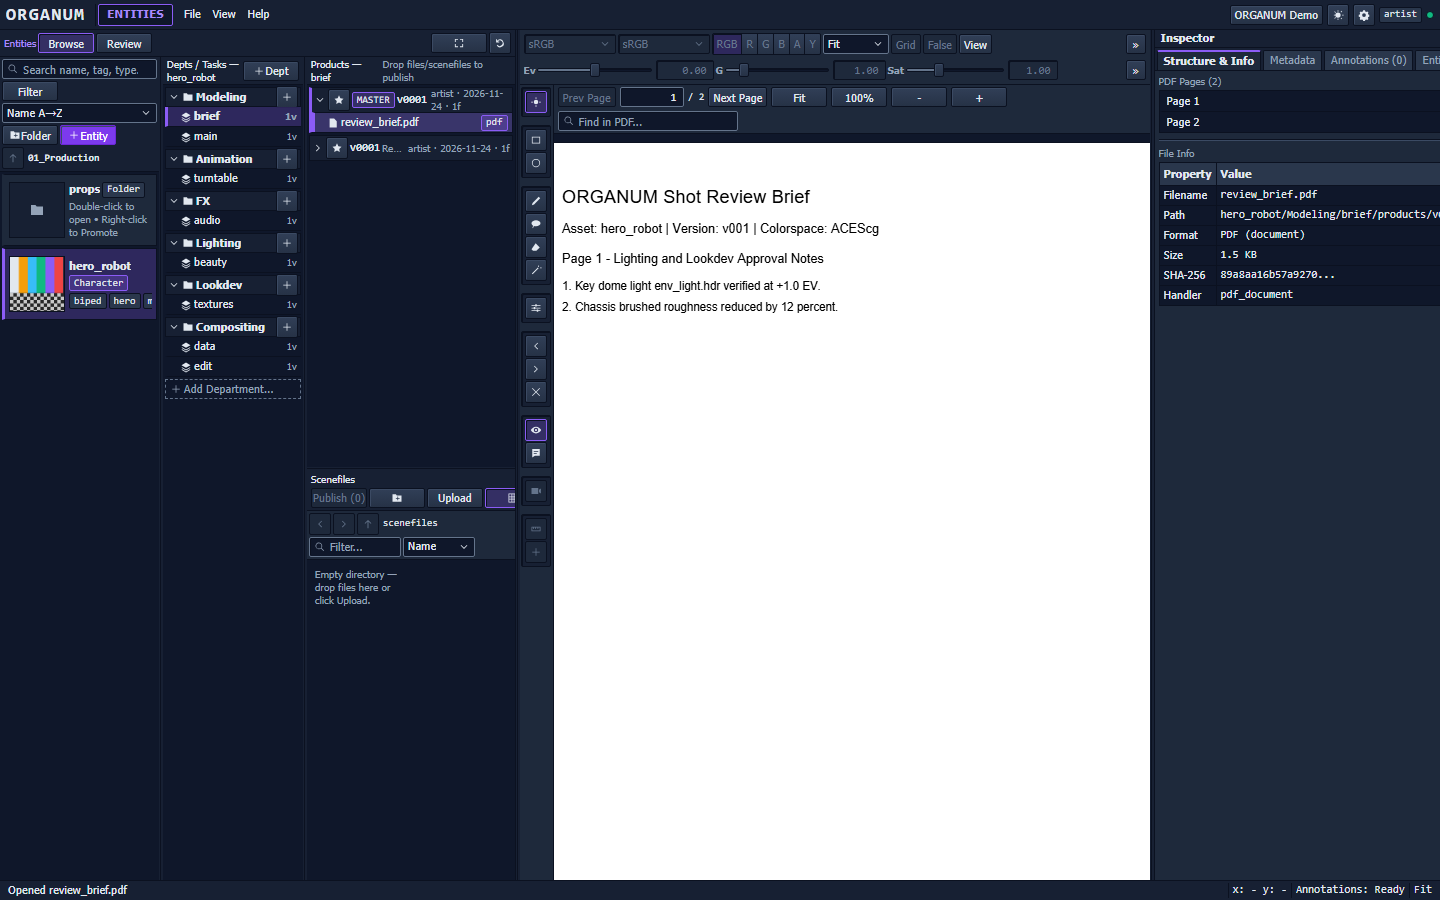 ORGANUM ENTITIES File View Help ORGANUM Demo artist
Entities Browse Review
Search name, tag, type.
Filter
Name A→Z
Folder + Entity
↑ 01_Production
props Folder
Double-click to
open • Right-click
to Promote
hero_robot
Character
biped hero
Depts / Tasks —
hero_robot
+ Dept
Modeling +
brief 1v
main 1v
Animation +
turntable 1v
FX +
audio 1v
Lighting +
beauty 1v
Lookdev +
textures 1v
Compositing +
data 1v
edit 1v
+ Add Department...
Products —
brief
Drop files/scenefiles to
publish
MASTER v0001 artist · 2026-11-
24 · 1f
review_brief.pdf pdf
v0001 Re... artist · 2026-11-24 · 1f
Scenefiles
Publish (0) Upload
scenefiles
Filter... Name
Empty directory —
drop files here or
click Upload.
sRGB sRGB RGB R G B A Y Fit Grid False View »
Ev 0.00 G 1.00 Sat 1.00 »
Prev Page 1 / 2 Next Page Fit 100% - +
Find in PDF...
ORGANUM Shot Review Brief
Asset: hero_robot | Version: v001 | Colorspace: ACEScg
Page 1 - Lighting and Lookdev Approval Notes
1. Key dome light env_light.hdr verified at +1.0 EV.
2. Chassis brushed roughness reduced by 12 percent.
Inspector
Structure & Info Metadata Annotations (0) Enti
PDF Pages (2)
Page 1
Page 2
File Info
Property Value
Filename review_brief.pdf
Path hero_robot/Modeling/brief/products/v
Format PDF (document)
Size 1.5 KB
SHA-256 89a8aa16b57a9270...
Handler pdf_document
Opened review_brief.pdf
x: - y: - Annotations: Ready Fit